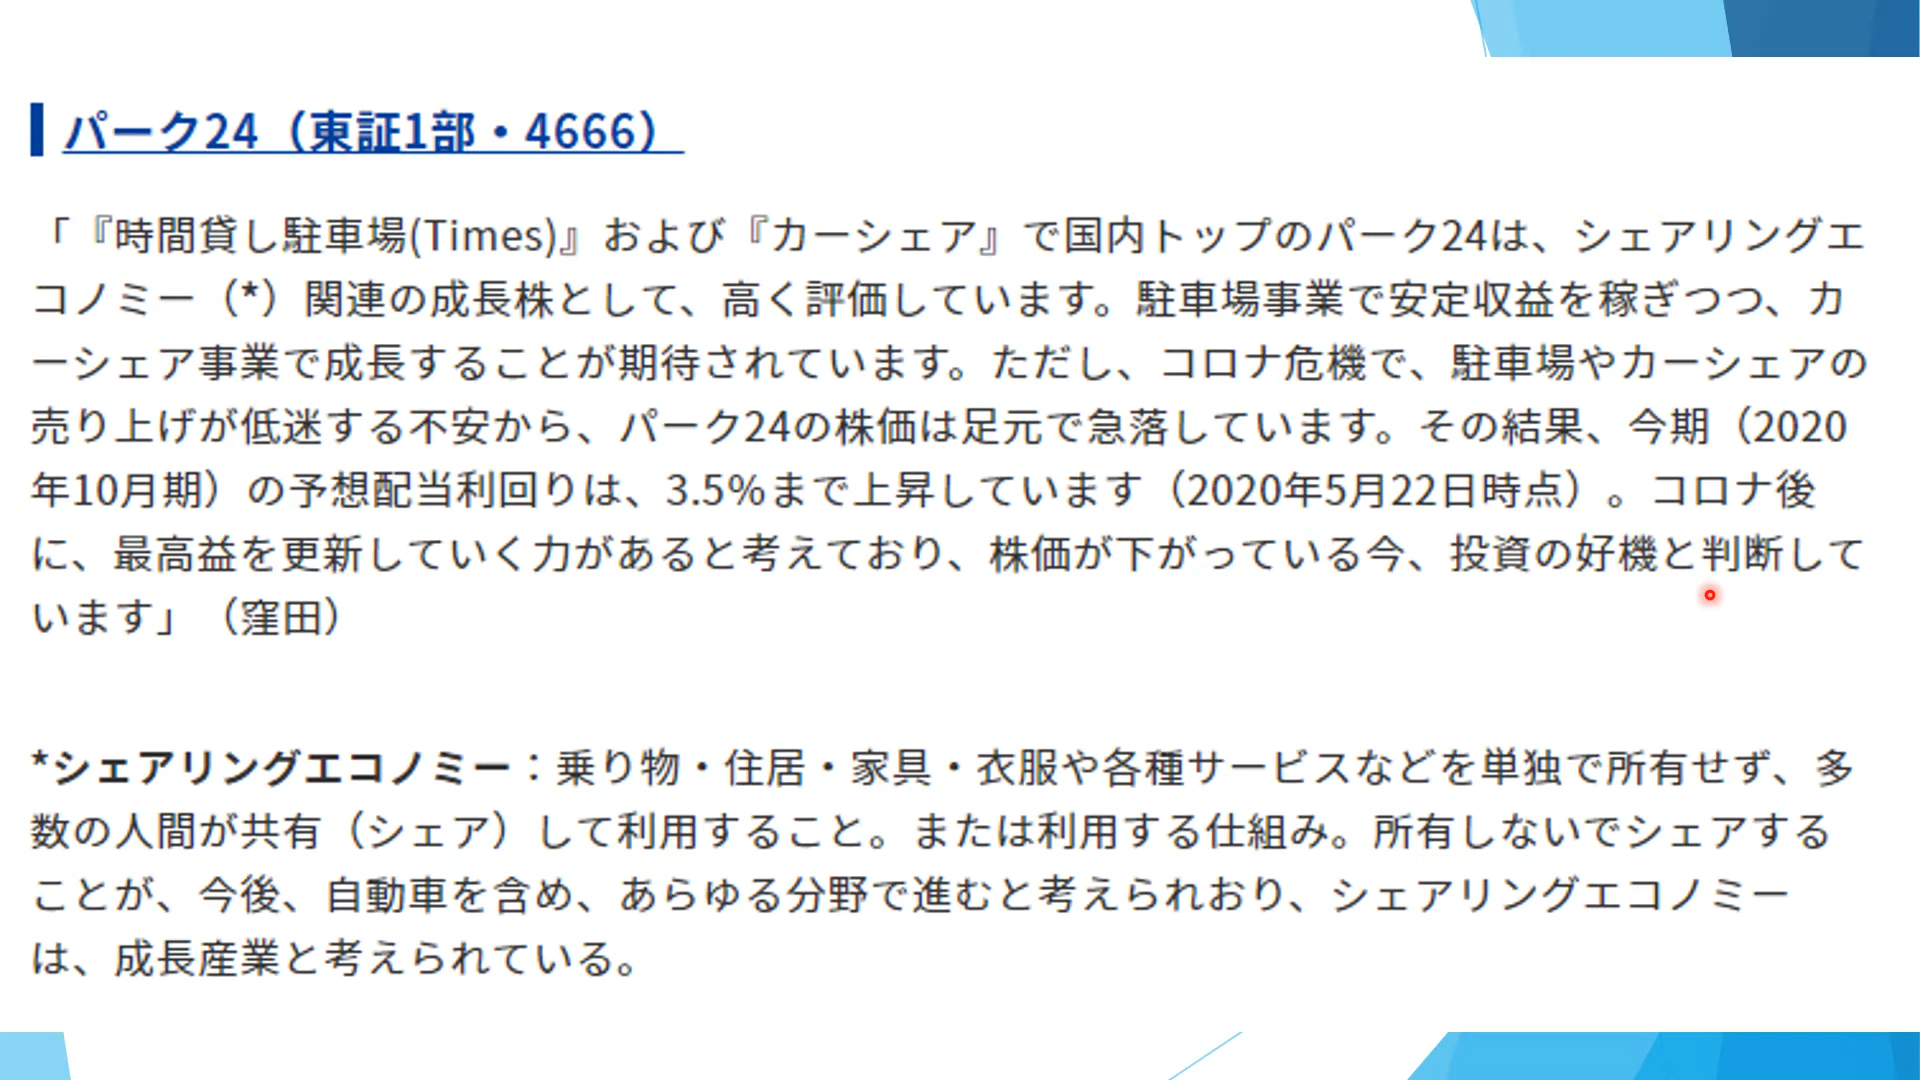 パーク24（東証1部・4666）
「『時間貸し駐車場(Times)』および『カーシェア』で国内トップのパーク24は、シェアリングエ
コノミー（*）関連の成長株として、高く評価しています。駐車場事業で安定収益を稼ぎつつ、カ
ーシェア事業で成長することが期待されています。ただし、コロナ危機で、駐車場やカーシェアの
売り上げが低迷する不安から、パーク24の株価は足元で急落しています。その結果、今期（2020
年10月期）の予想配当利回りは、3.5%まで上昇しています（2020年5月22日時点）。コロナ後
に、最高益を更新していく力があると考えており、株価が下がっている今、投資の好機と判断して
います」（窪田）
*シェアリングエコノミー：乗り物・住居・家具・衣服や各種サービスなどを単独で所有せず、多
数の人間が共有（シェア）して利用すること。または利用する仕組み。所有しないでシェアする
ことが、今後、自動車を含め、あらゆる分野で進むと考えられおり、シェアリングエコノミー
は、成長産業と考えられている。